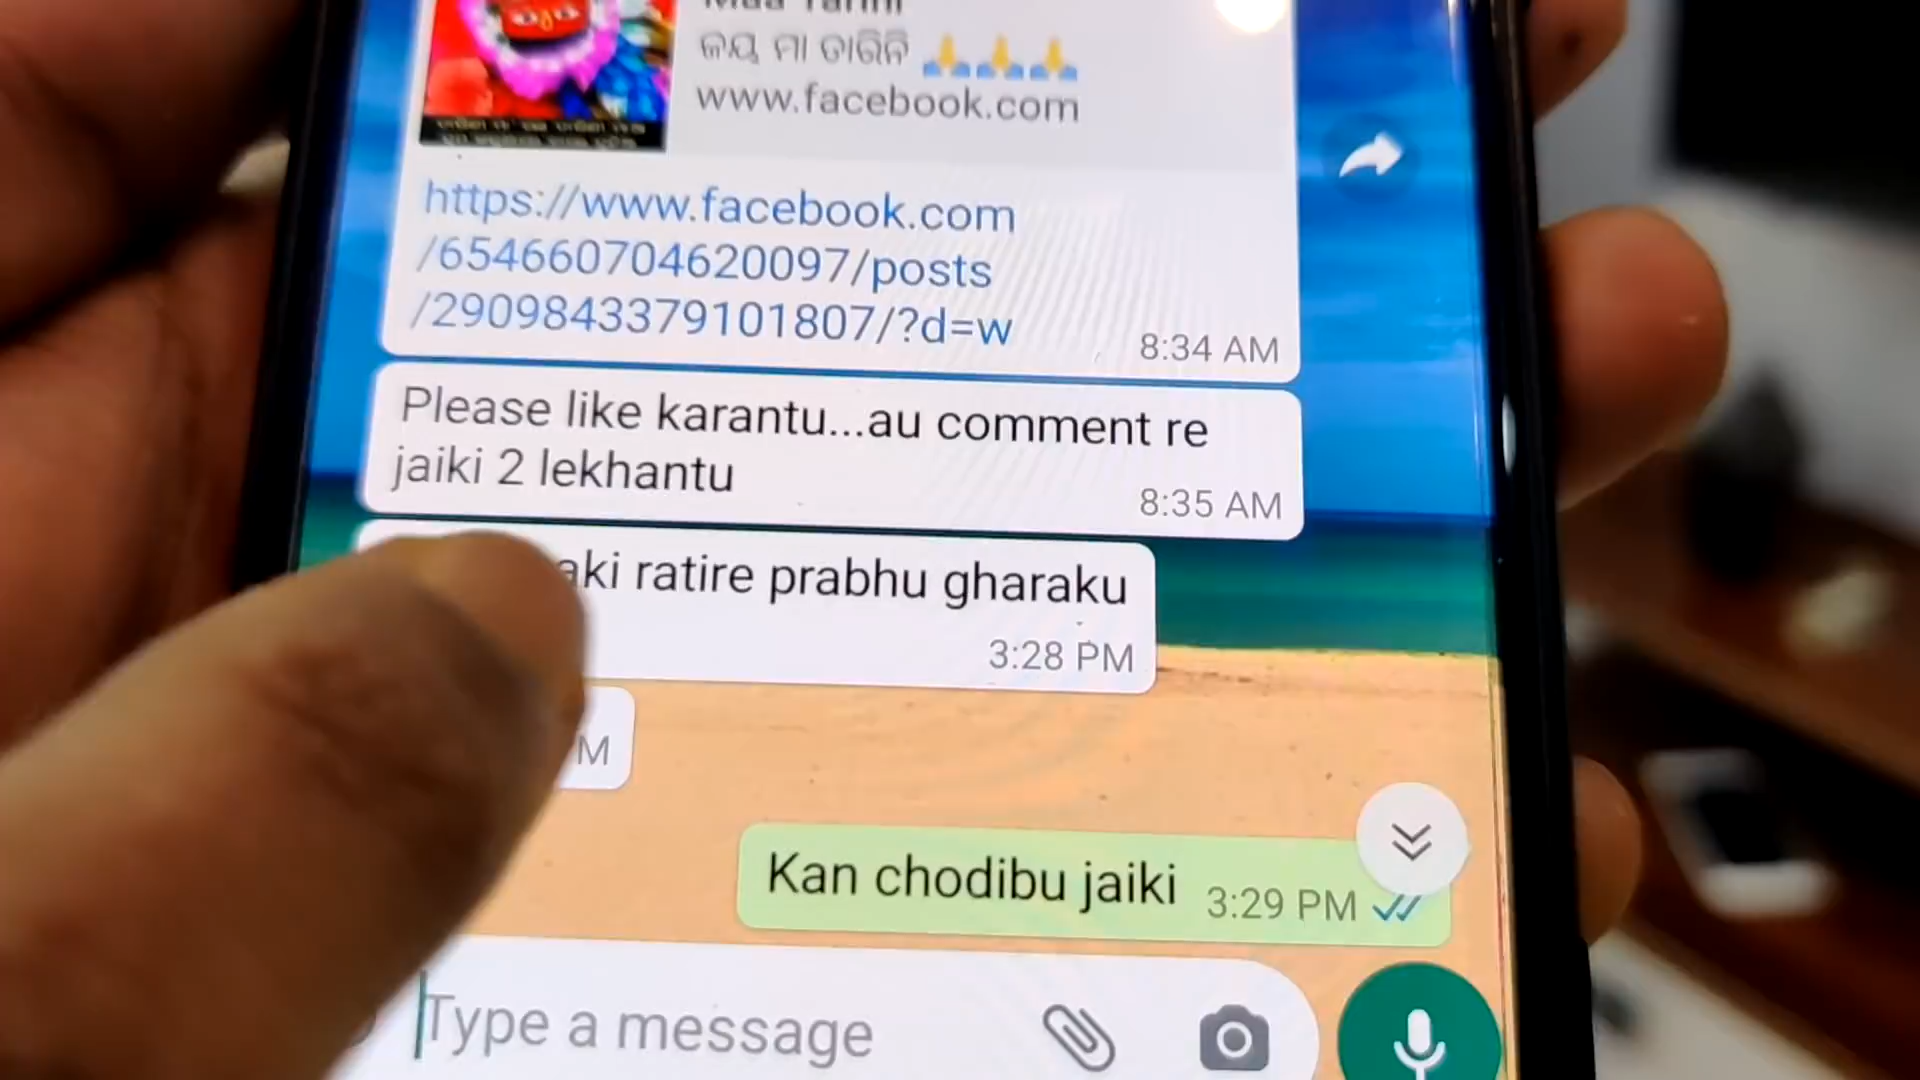 Maa Tarini
ଜୟ ମା ତାରିଣି 🙏🙏🙏
www.facebook.com
https://www.facebook.com
/654660704620097/posts
/2909843379101807/?d=w
8:34 AM
Please like karantu...au comment re
jaiki 2 lekhantu
8:35 AM
ratire prabhu gharaku
3:28 PM
Kan chodibu jaiki
3:29 PM
Type a message